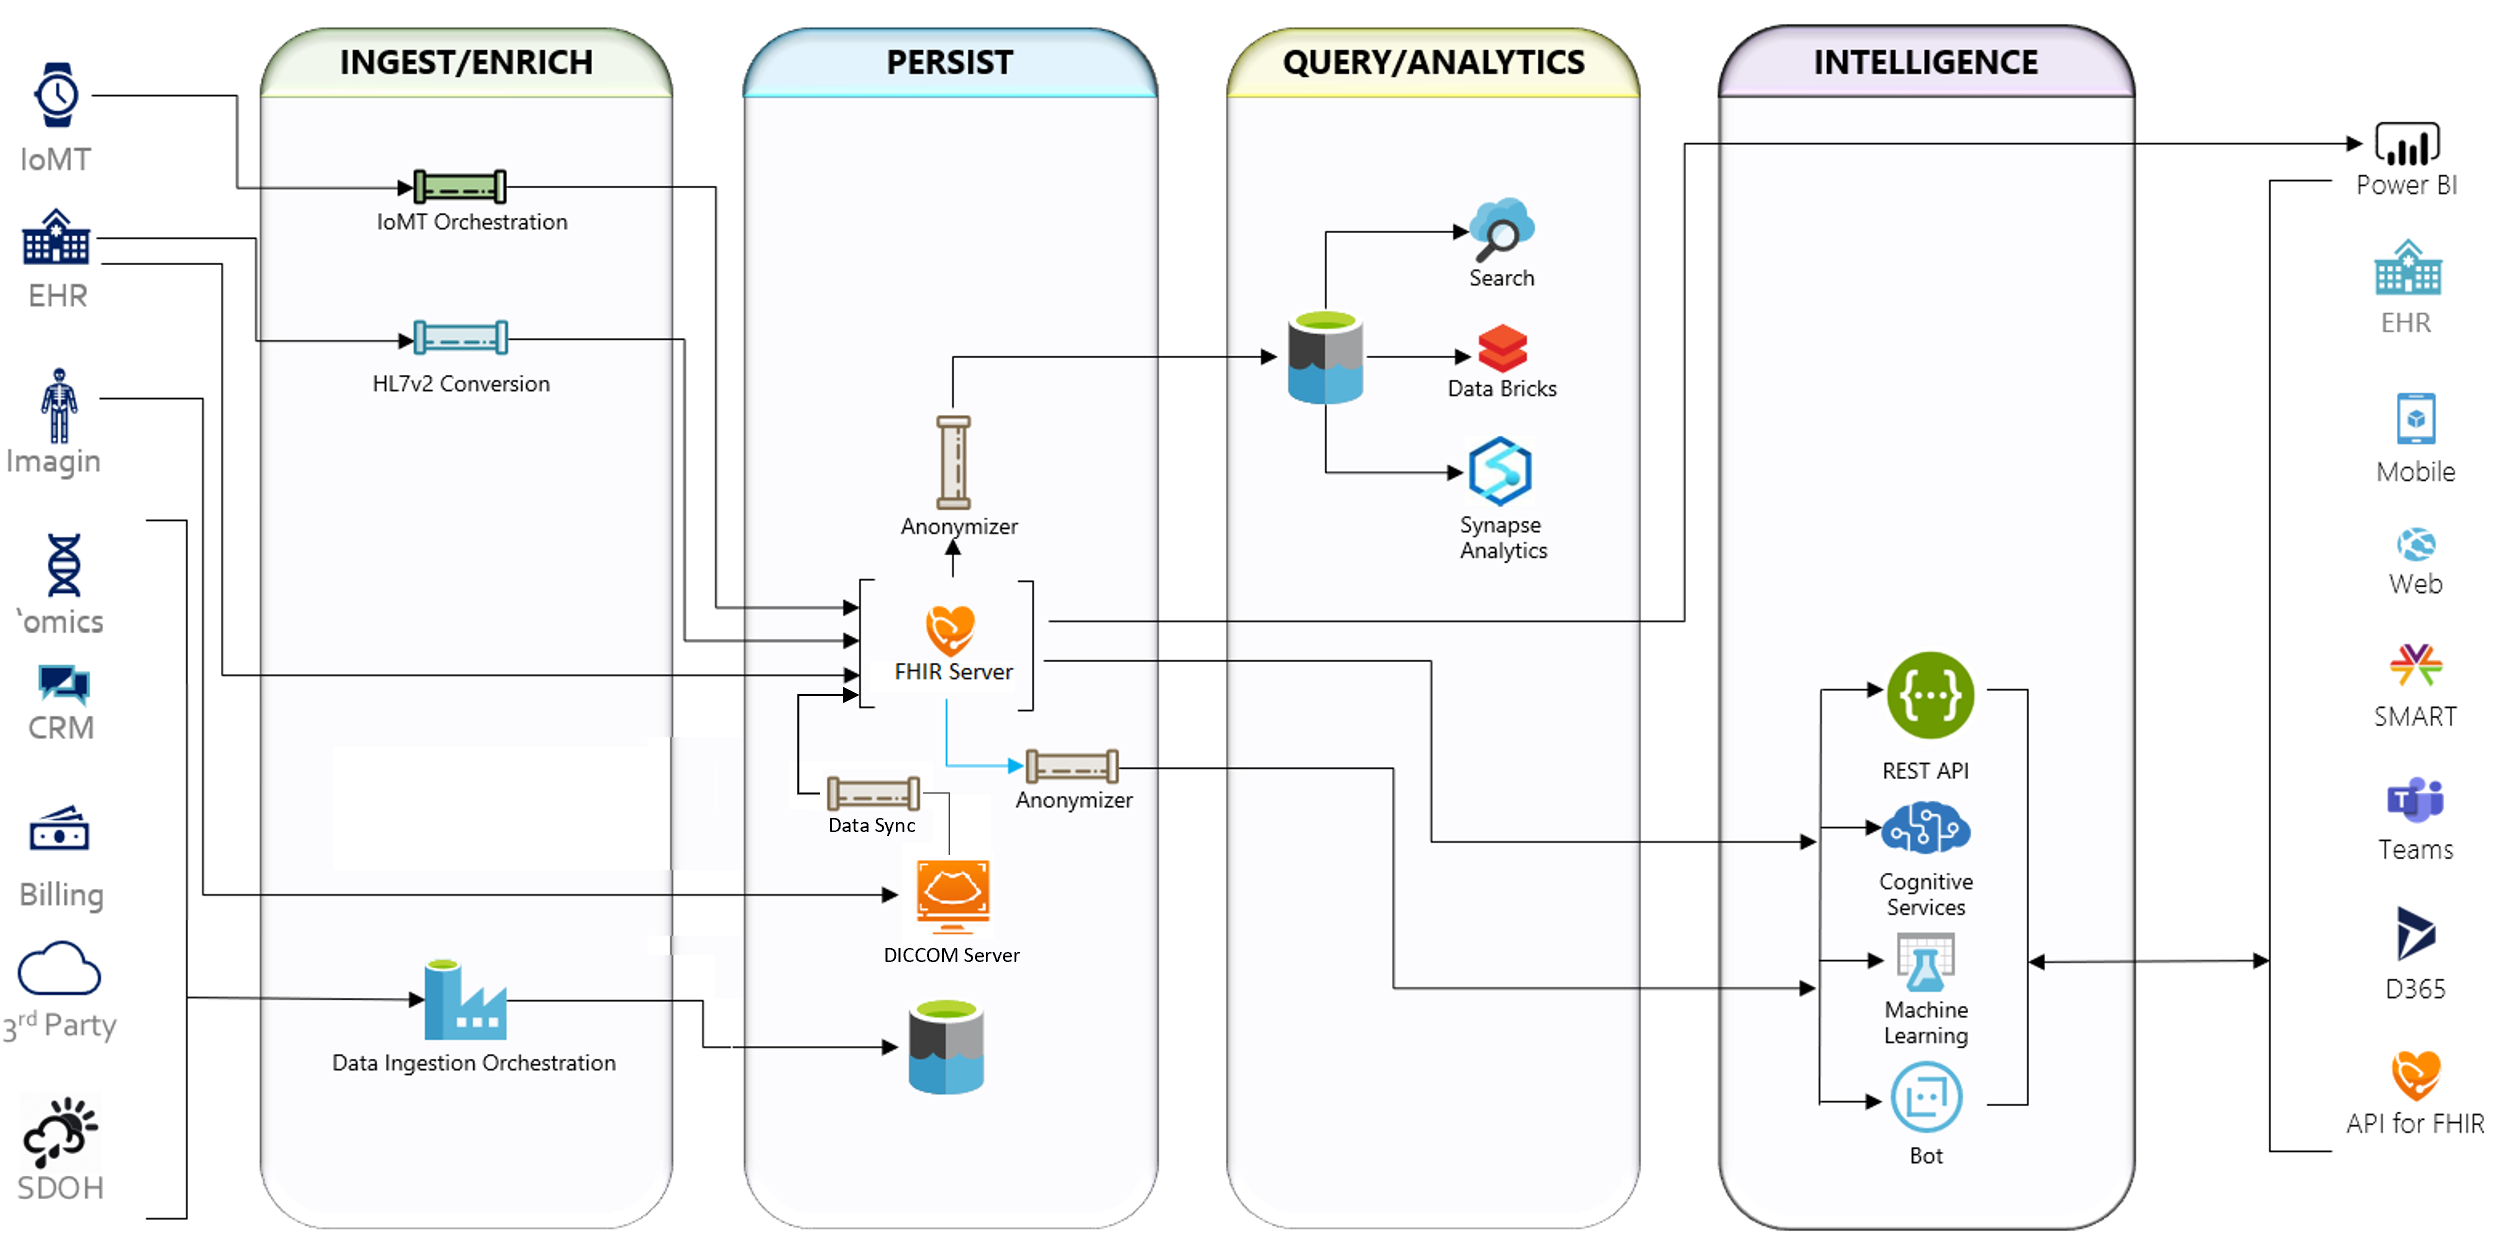 INGEST/ENRICH
PERSIST
QUERY/ANALYTICS
INTELLIGENCE
IoMT
EHR
Imagin
‘omics
CRM
Billing
3rd Party
SDOH
IoMT Orchestration
HL7v2 Conversion
Data Ingestion Orchestration
Anonymizer
FHIR Server
Anonymizer
Data Sync
DICCOM Server
Search
Data Bricks
Synapse
Analytics
REST API
Cognitive
Services
Machine
Learning
Bot
Power BI
EHR
Mobile
Web
SMART
T
Teams
D365
API for FHIR